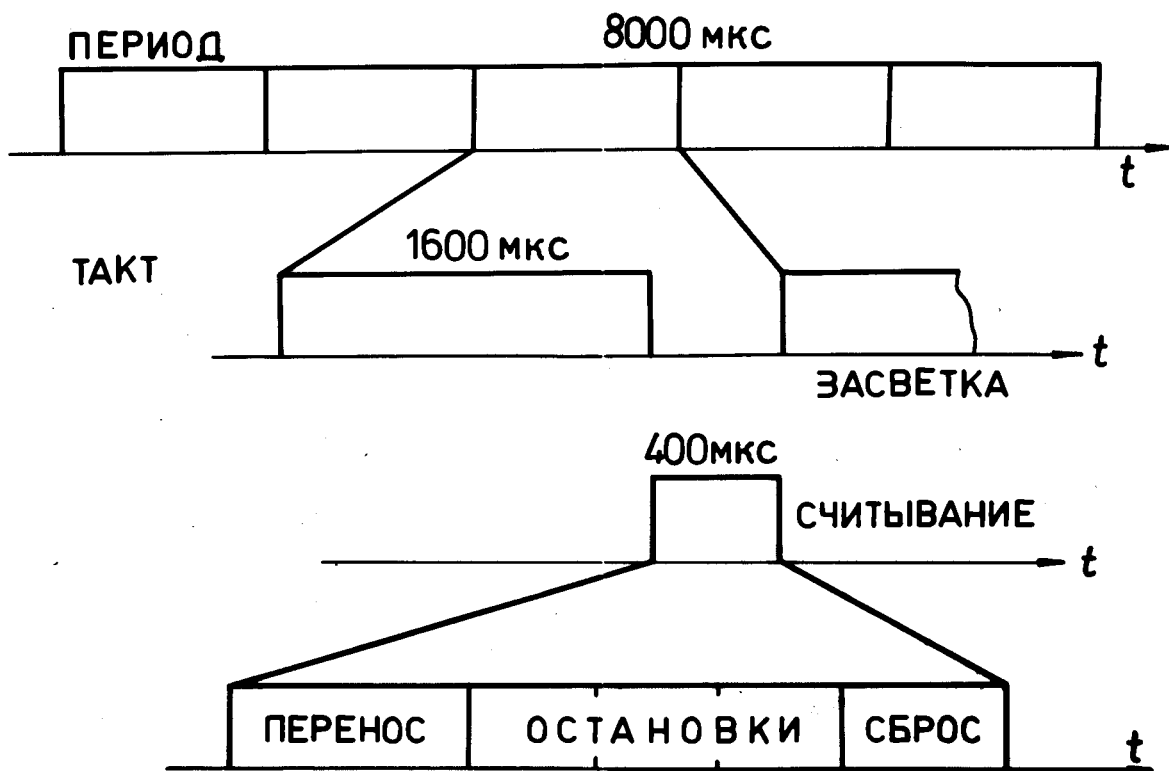 ПЕРИОД 8000 мкс
t
ТАКТ 1600 мкс
t
ЗАСВЕТКА
400мкс
СЧИТЫВАНИЕ
t
ПЕРЕНОС ОСТАНОВКИ СБРОС t